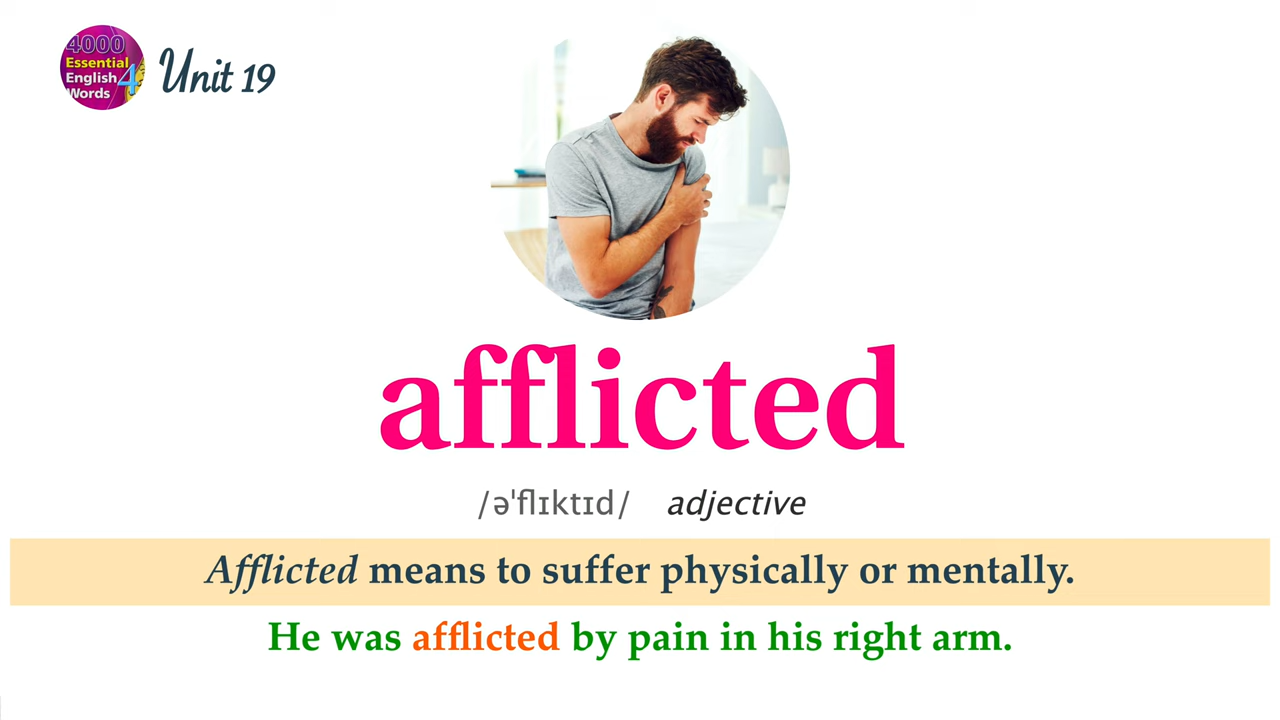 4000
Essential
English
Words 4
Unit 19
afflicted
/əˈflɪktɪd/ adjective
Afflicted means to suffer physically or mentally.
He was afflicted by pain in his right arm.